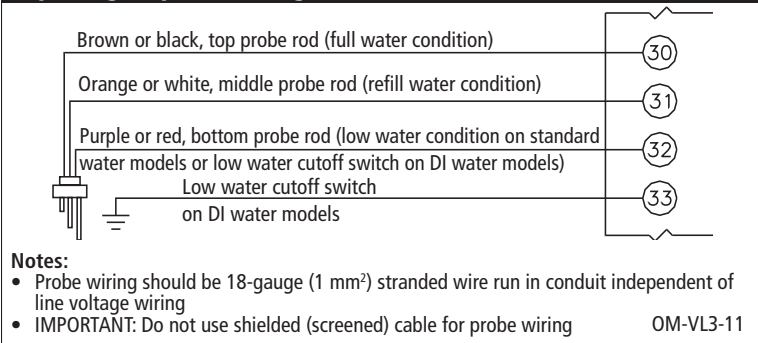 Brown or black, top probe rod (full water condition)
30
Orange or white, middle probe rod (refill water condition)
31
Purple or red, bottom probe rod (low water condition on standard
water models or low water cutoff switch on DI water models)
32
Low water cutoff switch
on DI water models
33
Notes:
• Probe wiring should be 18-gauge (1 mm²) stranded wire run in conduit independent of
line voltage wiring
• IMPORTANT: Do not use shielded (screened) cable for probe wiring
OM-VL3-11